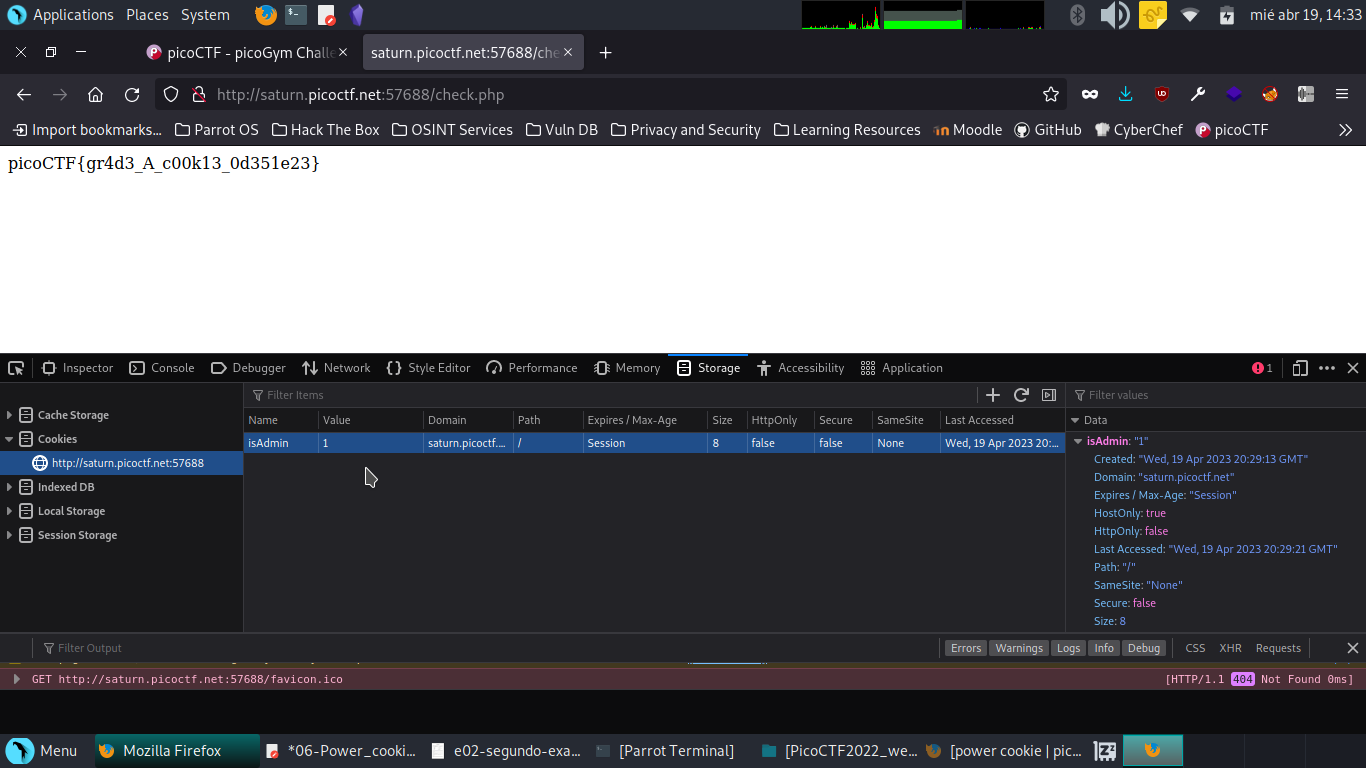 Applications Places System mié abr 19, 14:33
picoCTF - picoGym Challe saturn.picoctf.net:57688/che
http://saturn.picoctf.net:57688/check.php
Import bookmarks... Parrot OS Hack The Box OSINT Services Vuln DB Privacy and Security Learning Resources Moodle GitHub CyberChef picoCTF
picoCTF{gr4d3_A_c00k13_0d351e23}
Inspector Console Debugger Network Style Editor Performance Memory Storage Accessibility Application 1
Filter Items Filter values
Cache Storage
Cookies
http://saturn.picoctf.net:57688
Indexed DB
Local Storage
Session Storage
Name Value Domain Path Expires / Max-Age Size HttpOnly Secure SameSite Last Accessed
isAdmin 1 saturn.picoctf.... / Session 8 false false None Wed, 19 Apr 2023 20:...
Data
isAdmin: "1"
Created: "Wed, 19 Apr 2023 20:29:13 GMT"
Domain: "saturn.picoctf.net"
Expires / Max-Age: "Session"
HostOnly: true
HttpOnly: false
Last Accessed: "Wed, 19 Apr 2023 20:29:21 GMT"
Path: "/"
SameSite: "None"
Secure: false
Size: 8
Filter Output Errors Warnings Logs Info Debug CSS XHR Requests
GET http://saturn.picoctf.net:57688/favicon.ico [HTTP/1.1 404 Not Found 0ms]
Menu Mozilla Firefox *06-Power_cooki... e02-segundo-exa... [Parrot Terminal] [PicoCTF2022_we... [power cookie | pic...